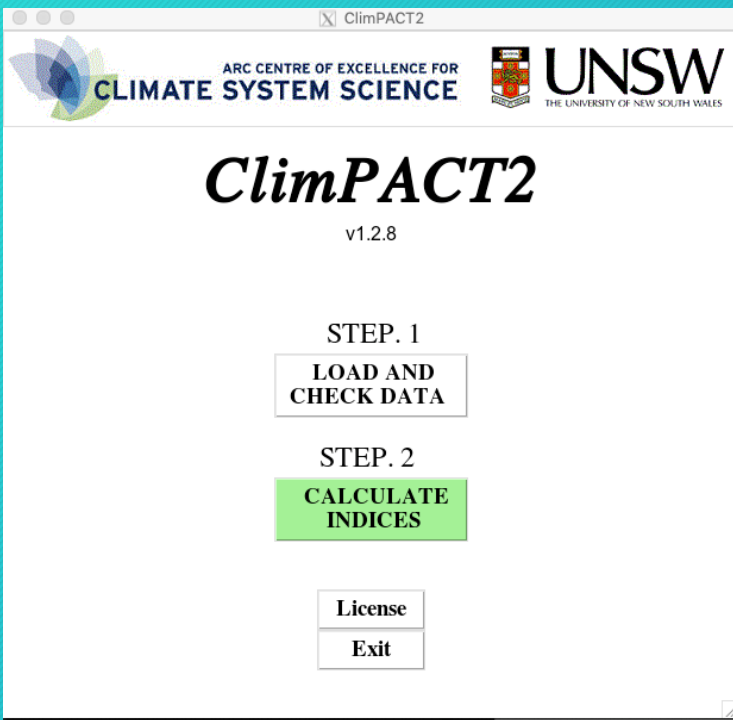 ClimPACT2
ARC CENTRE OF EXCELLENCE FOR
CLIMATE SYSTEM SCIENCE
UNSW
THE UNIVERSITY OF NEW SOUTH WALES
ClimPACT2
v1.2.8
STEP. 1
LOAD AND
CHECK DATA
STEP. 2
CALCULATE
INDICES
License
Exit